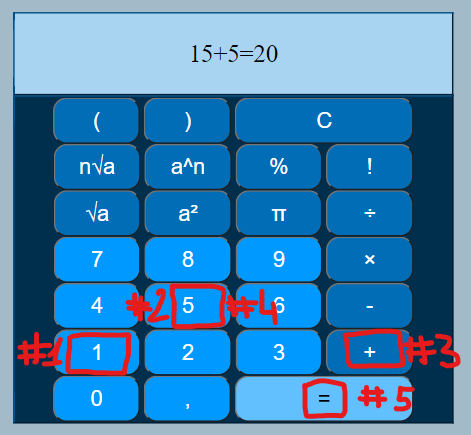 15+5=20
( ) C
n√a a^n % !
√a a² π ÷
7 8 9 ×
4 #2 5 #4 6 -
#1 1 2 3 + #3
0 , = #5